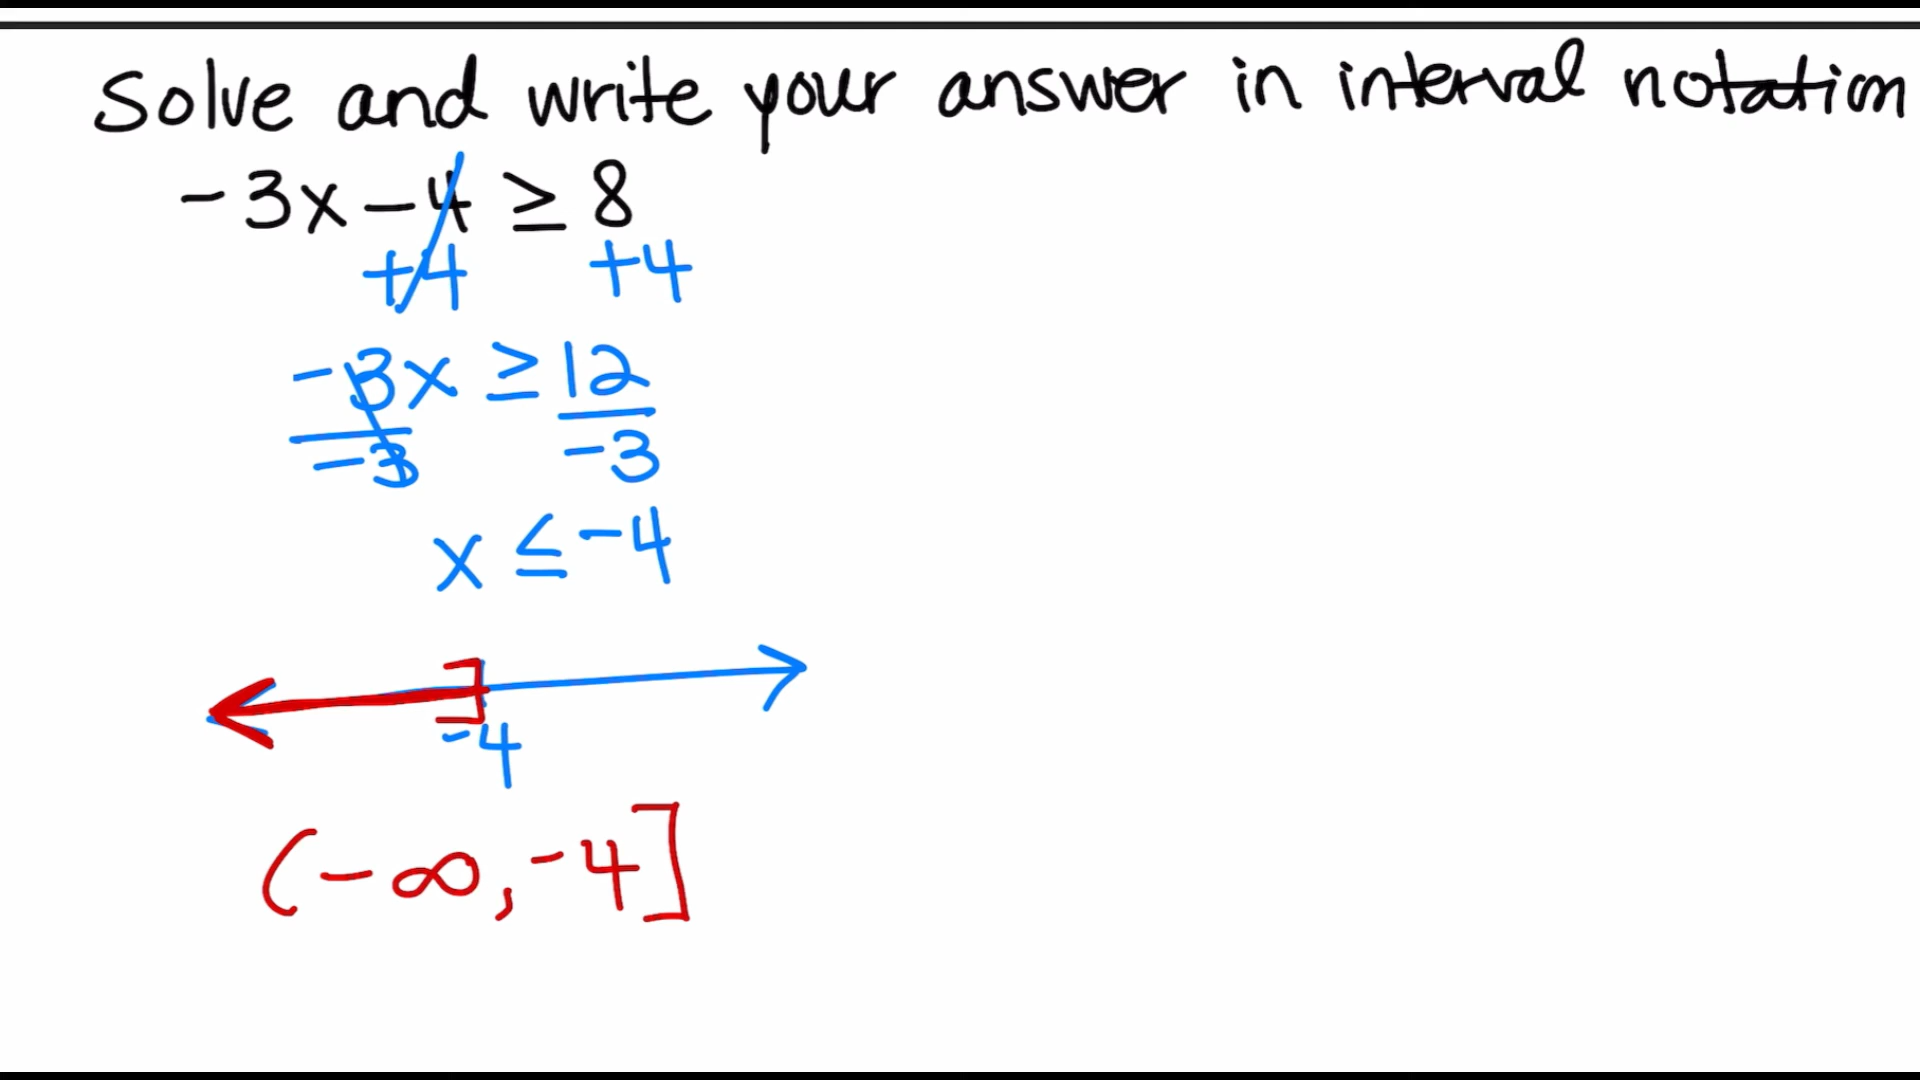 Solve and write your answer in interval notation
-3x-4 ≥ 8
+4 +4
-3x ≥ 12
-3 -3
x ≤ -4
-4
(-∞, -4]